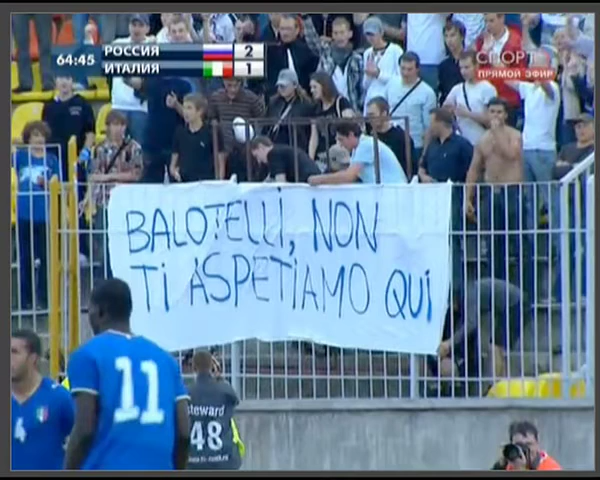 64:45 РОССИЯ 2
ИТАЛИЯ 1
СПОРТ
ПРЯМОЙ ЭФИР
BALOTELLI, NON
TI ASPETIAMO QUI
11
4
steward
48